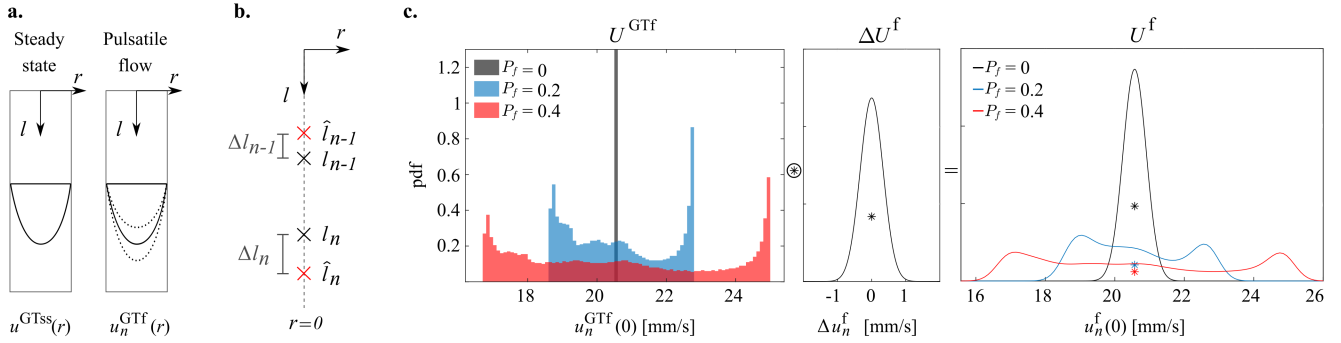 a.
Steady state
Pulsatile flow
r
r
l
l
u^GTss(r)
u_n^GTf(r)
b.
r
l
Δl_n-1
l̂_n-1
l_n-1
l_n
Δl_n
l̂_n
r=0
c.
U^GTf
P_f = 0
P_f = 0.2
P_f = 0.4
pdf
1.2
1
0.8
0.6
0.4
0.2
18
20
22
24
u_n^GTf(0) [mm/s]
⊛
ΔU^f
*
-1
0
1
Δu_n^f [mm/s]
=
U^f
P_f = 0
P_f = 0.2
P_f = 0.4
*
*
*
16
18
20
22
24
26
u_n^f(0) [mm/s]